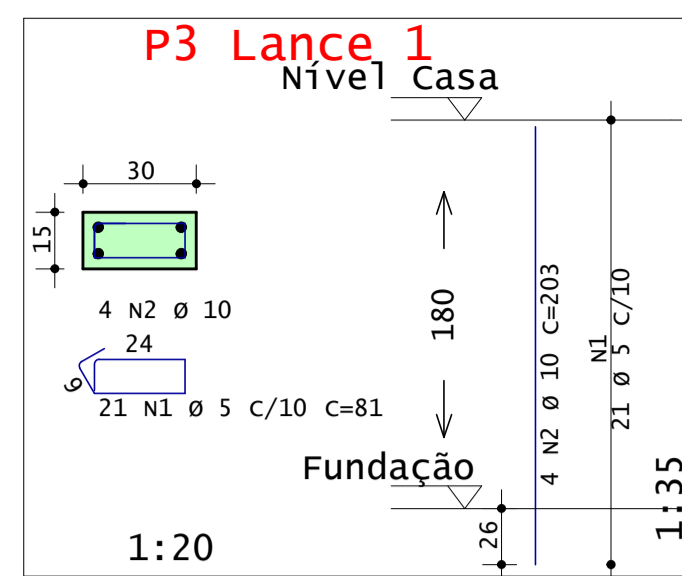 P3 Lance 1
Nível Casa
30
15
4 N2 Ø 10
24
9
21 N1 Ø 5 C/10 C=81
180
4 N2 Ø 10 C=203
N1
21 Ø 5 C/10
Fundação
26
1:20
1:35